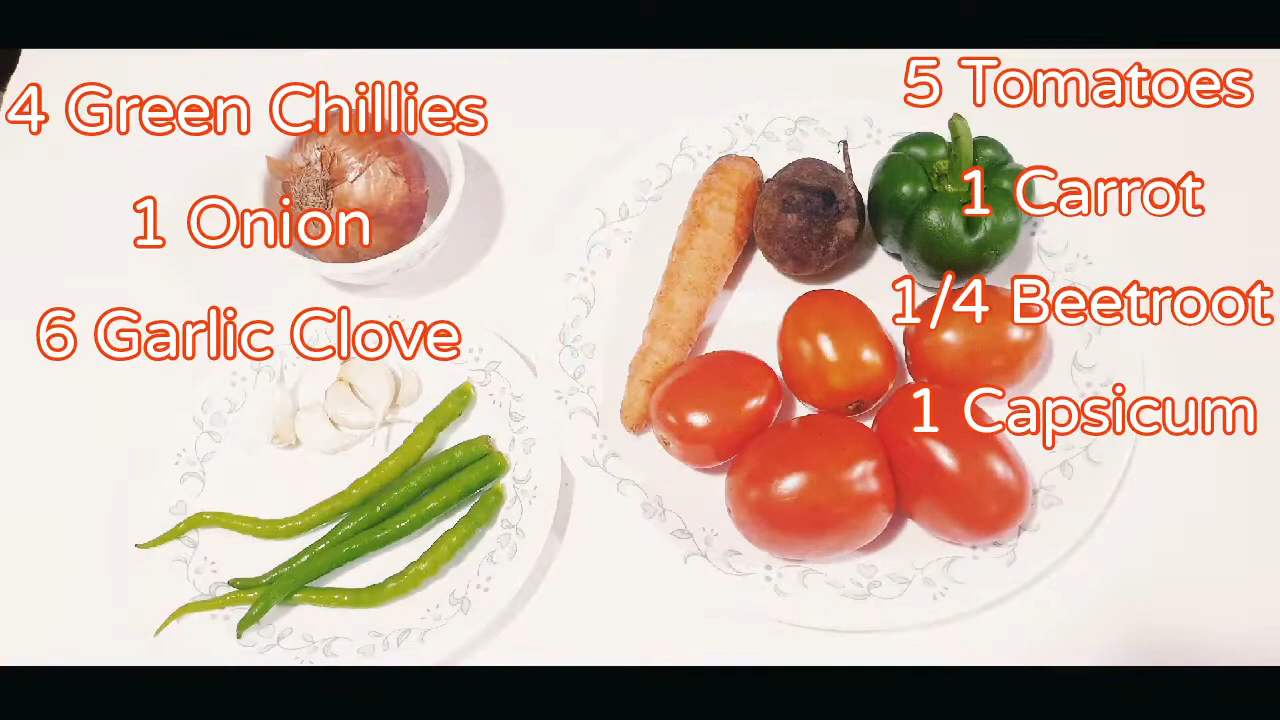 4 Green Chillies
1 Onion
6 Garlic Clove
5 Tomatoes
1 Carrot
1/4 Beetroot
1 Capsicum